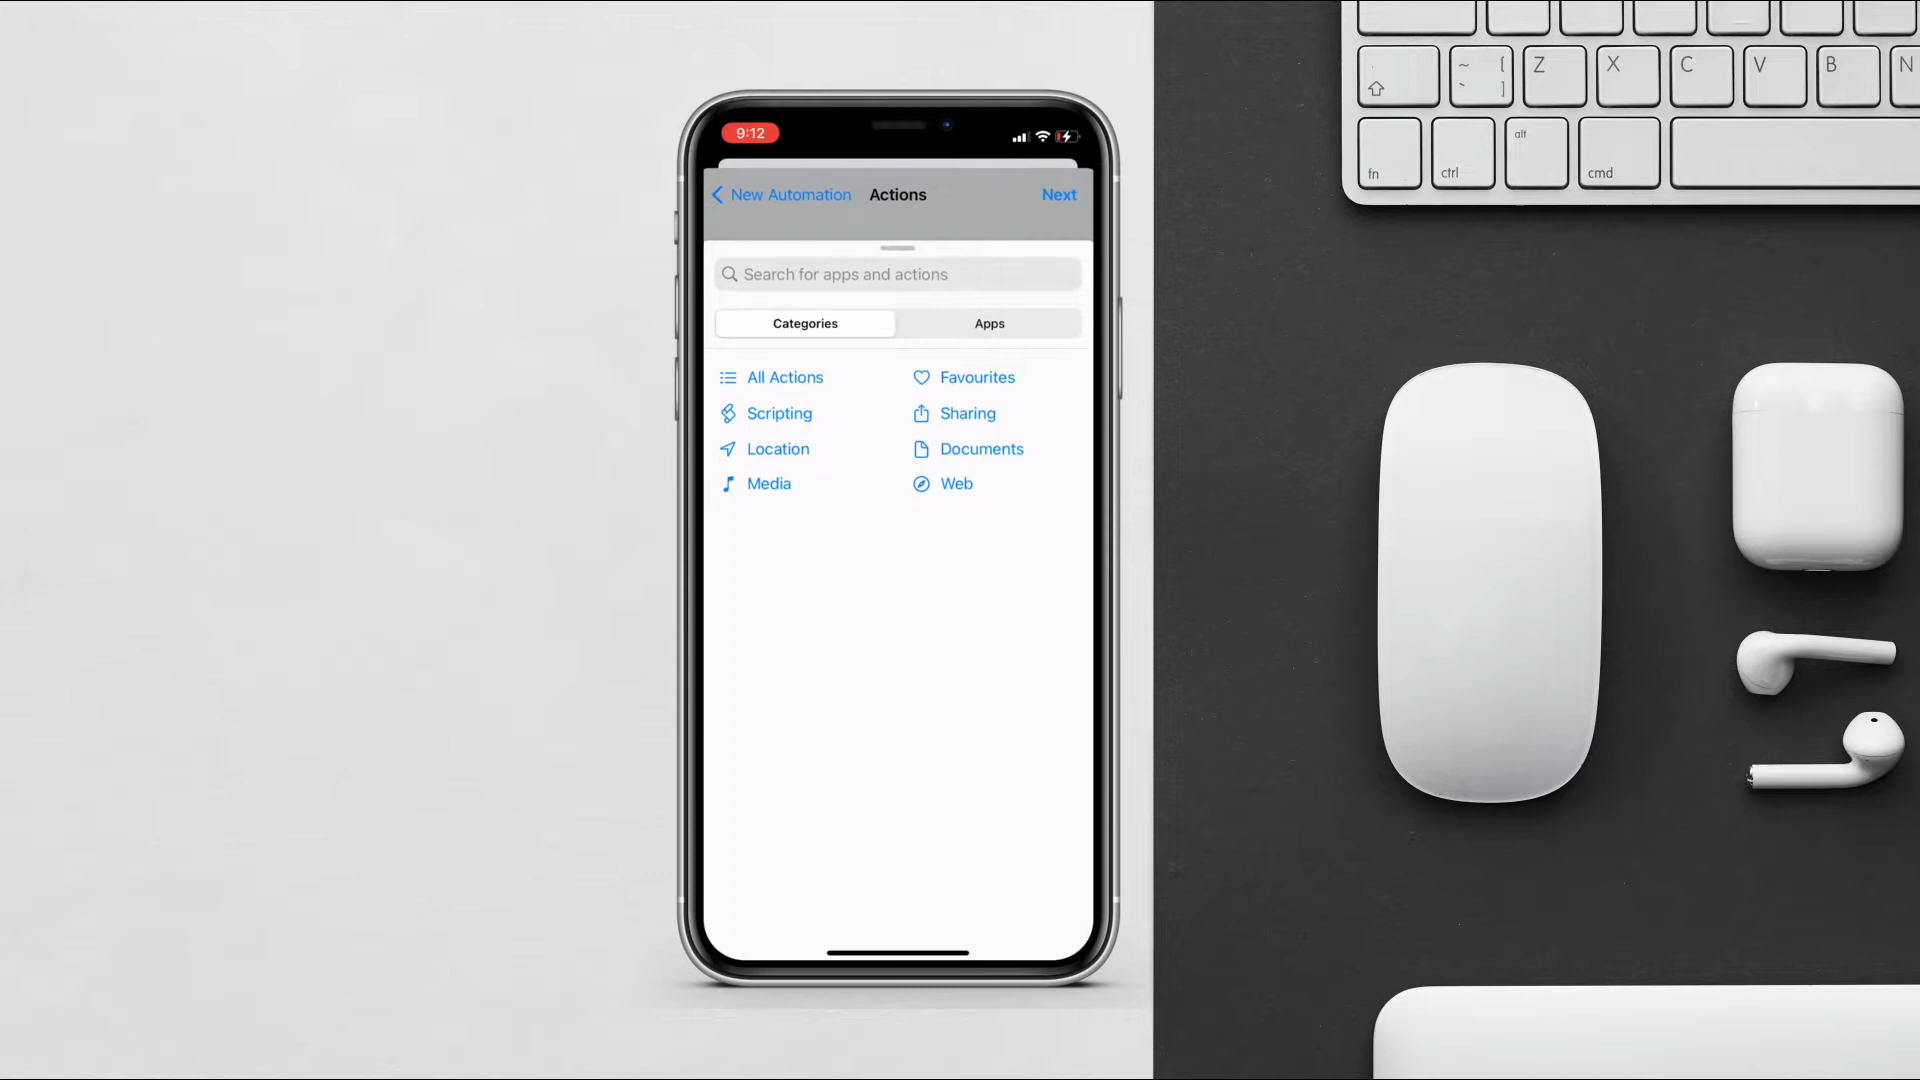 9:12
New Automation Actions Next
Search for apps and actions
Categories Apps
All Actions Favourites
Scripting Sharing
Location Documents
Media Web
~ [
` ]
Z X C V B N
fn ctrl alt cmd